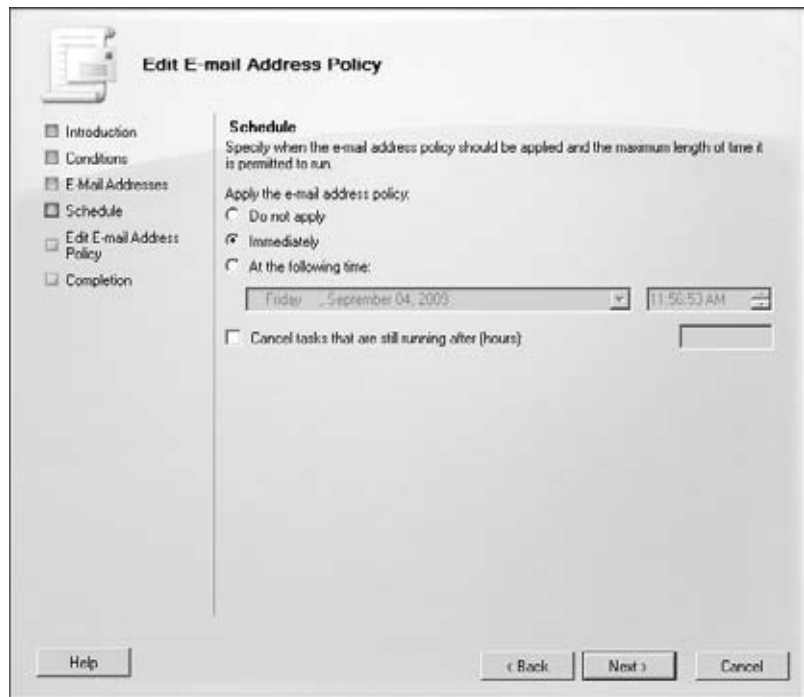 Edit E-mail Address Policy
Introduction
Conditions
E-Mail Addresses
Schedule
Edit E-mail Address
Policy
Completion
Schedule
Specify when the e-mail address policy should be applied and the maximum length of time it
is permitted to run.
Apply the e-mail address policy:
Do not apply
Immediately
At the following time:
Friday , September 04, 2009
11:56:53 AM
Cancel tasks that are still running after (hours):
Help
< Back
Next >
Cancel